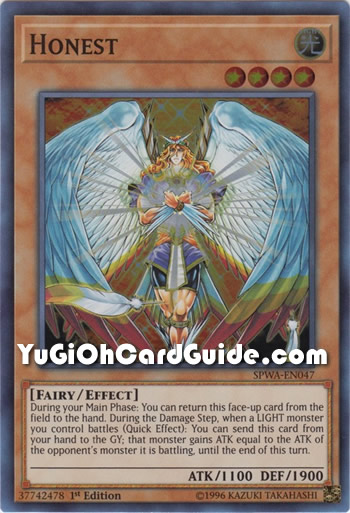 HONEST
光
YuGiOhCardGuide.com
SPWA-EN047
[FAIRY/EFFECT]
During your Main Phase: You can return this face-up card from
the field to the hand. During the Damage Step, when a LIGHT monster
you control battles (Quick Effect): You can send this card from
your hand to the GY; that monster gains ATK equal to the ATK of
the opponent's monster it is battling, until the end of this turn.
ATK/1100 DEF/1900
37742478 1st Edition ©1996 KAZUKI TAKAHASHI